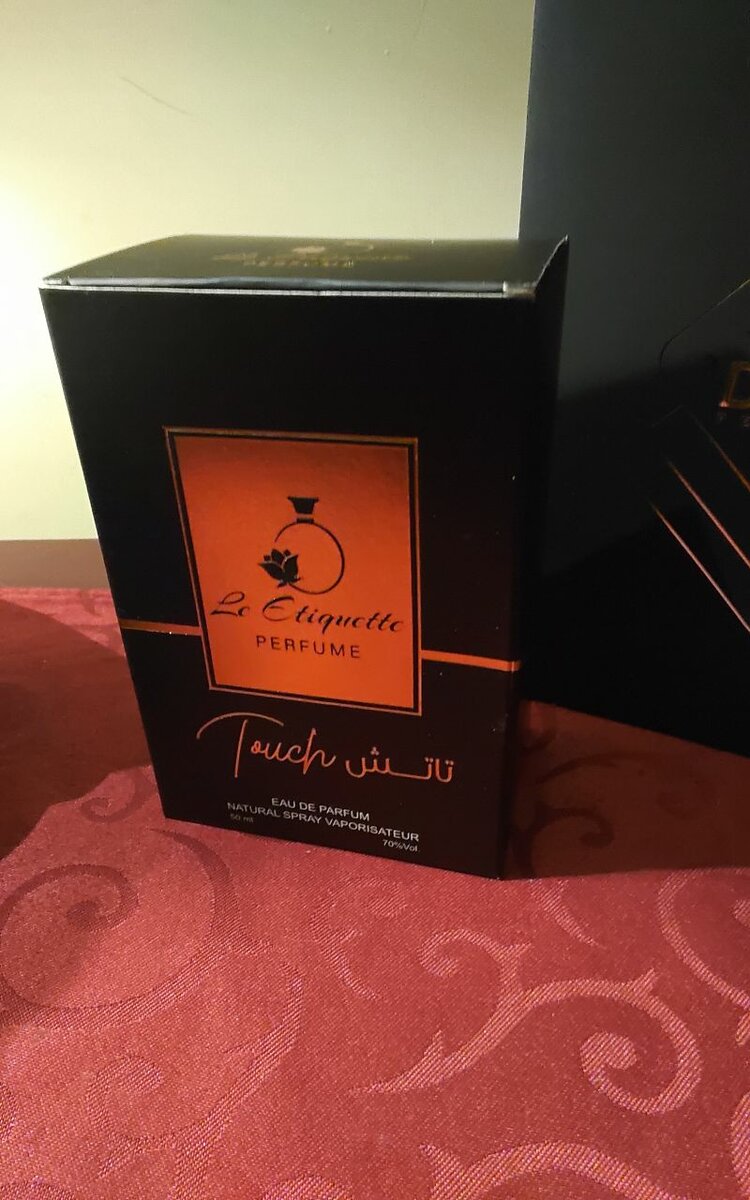 Le Etiquette
PERFUME
Touch تاتش
EAU DE PARFUM
NATURAL SPRAY VAPORISATEUR
50 ml 70%Vol